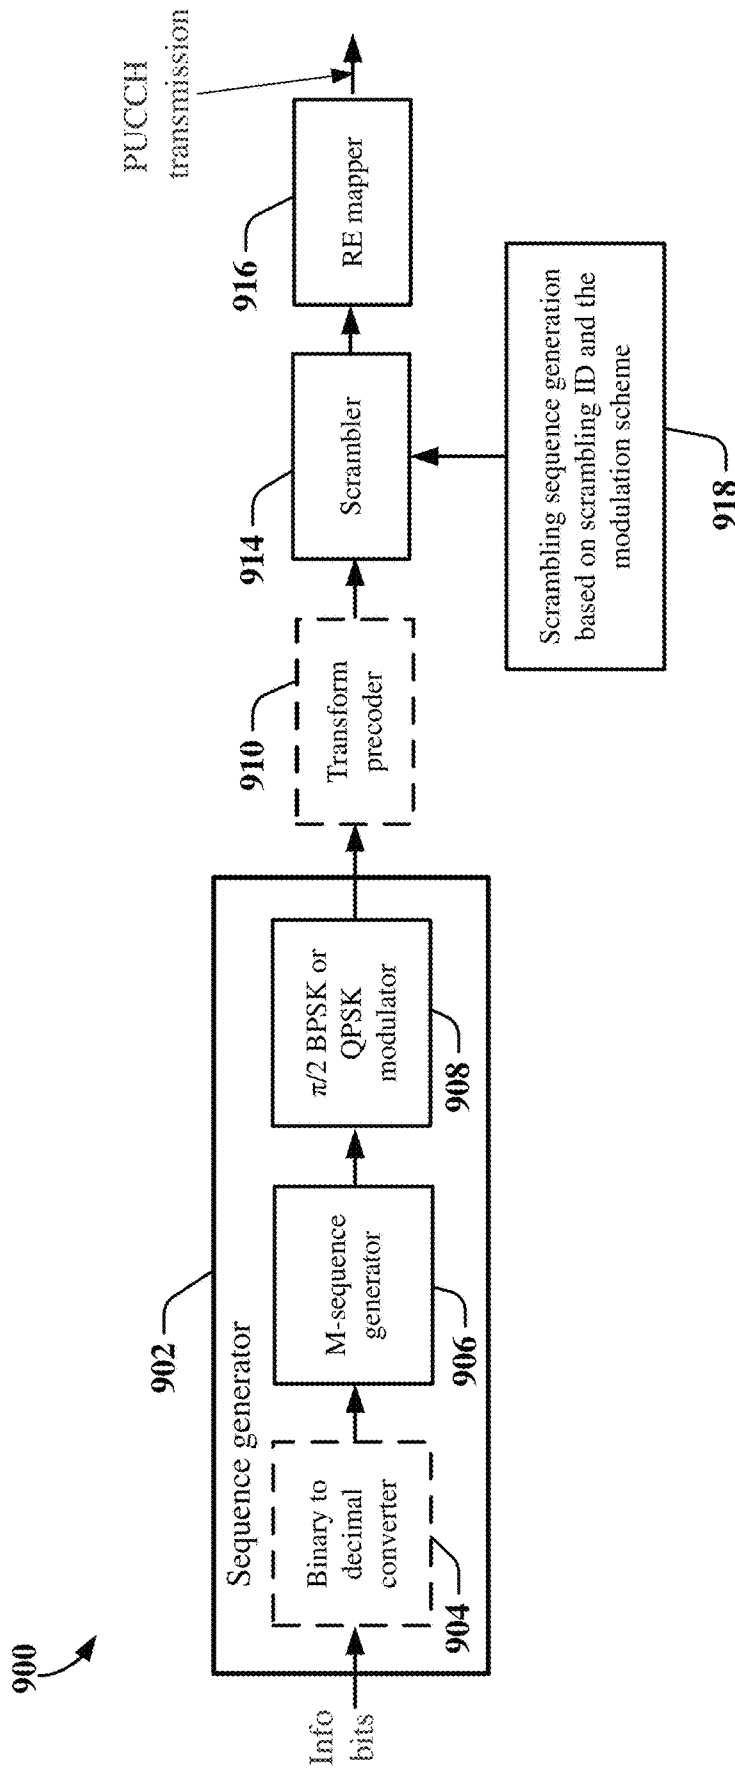 900
Info
bits
Sequence generator
902
Binary to
decimal
converter
904
M-sequence
generator
906
π/2 BPSK or
QPSK
modulator
908
Transform
precoder
910
Scrambler
914
RE mapper
916
PUCCH
transmission
Scrambling sequence generation
based on scrambling ID and the
modulation scheme
918